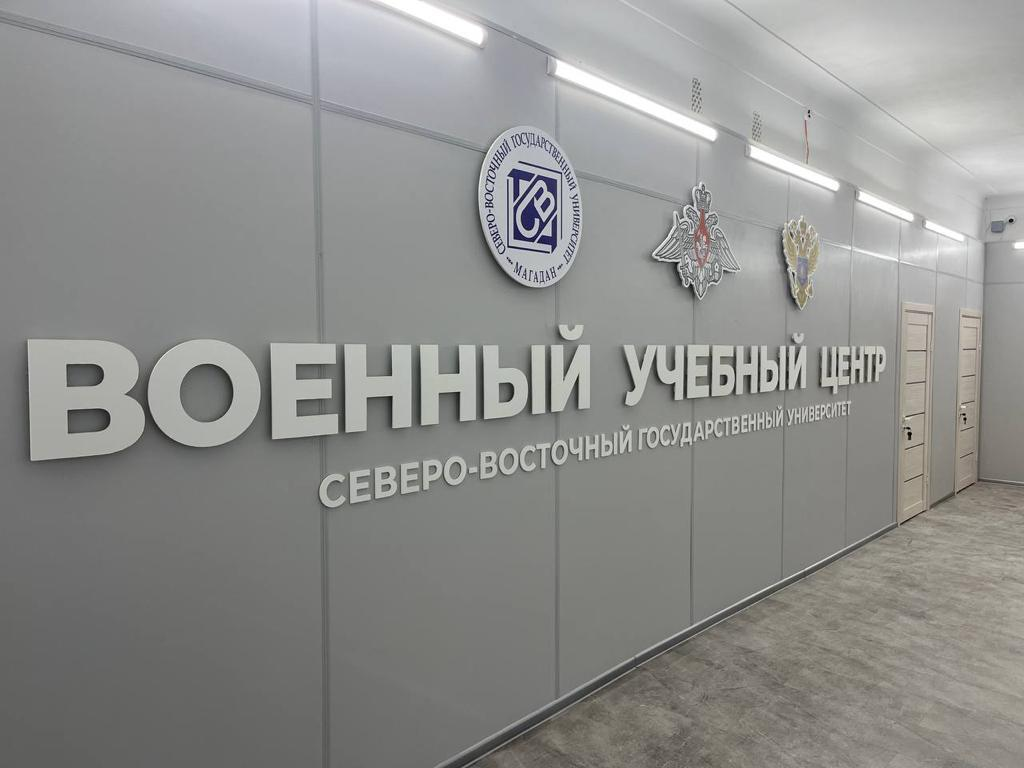 СЕВЕРО-ВОСТОЧНЫЙ ГОСУДАРСТВЕННЫЙ УНИВЕРСИТЕТ
МАГАДАН
ВОЕННЫЙ УЧЕБНЫЙ ЦЕНТР
СЕВЕРО-ВОСТОЧНЫЙ ГОСУДАРСТВЕННЫЙ УНИВЕРСИТЕТ